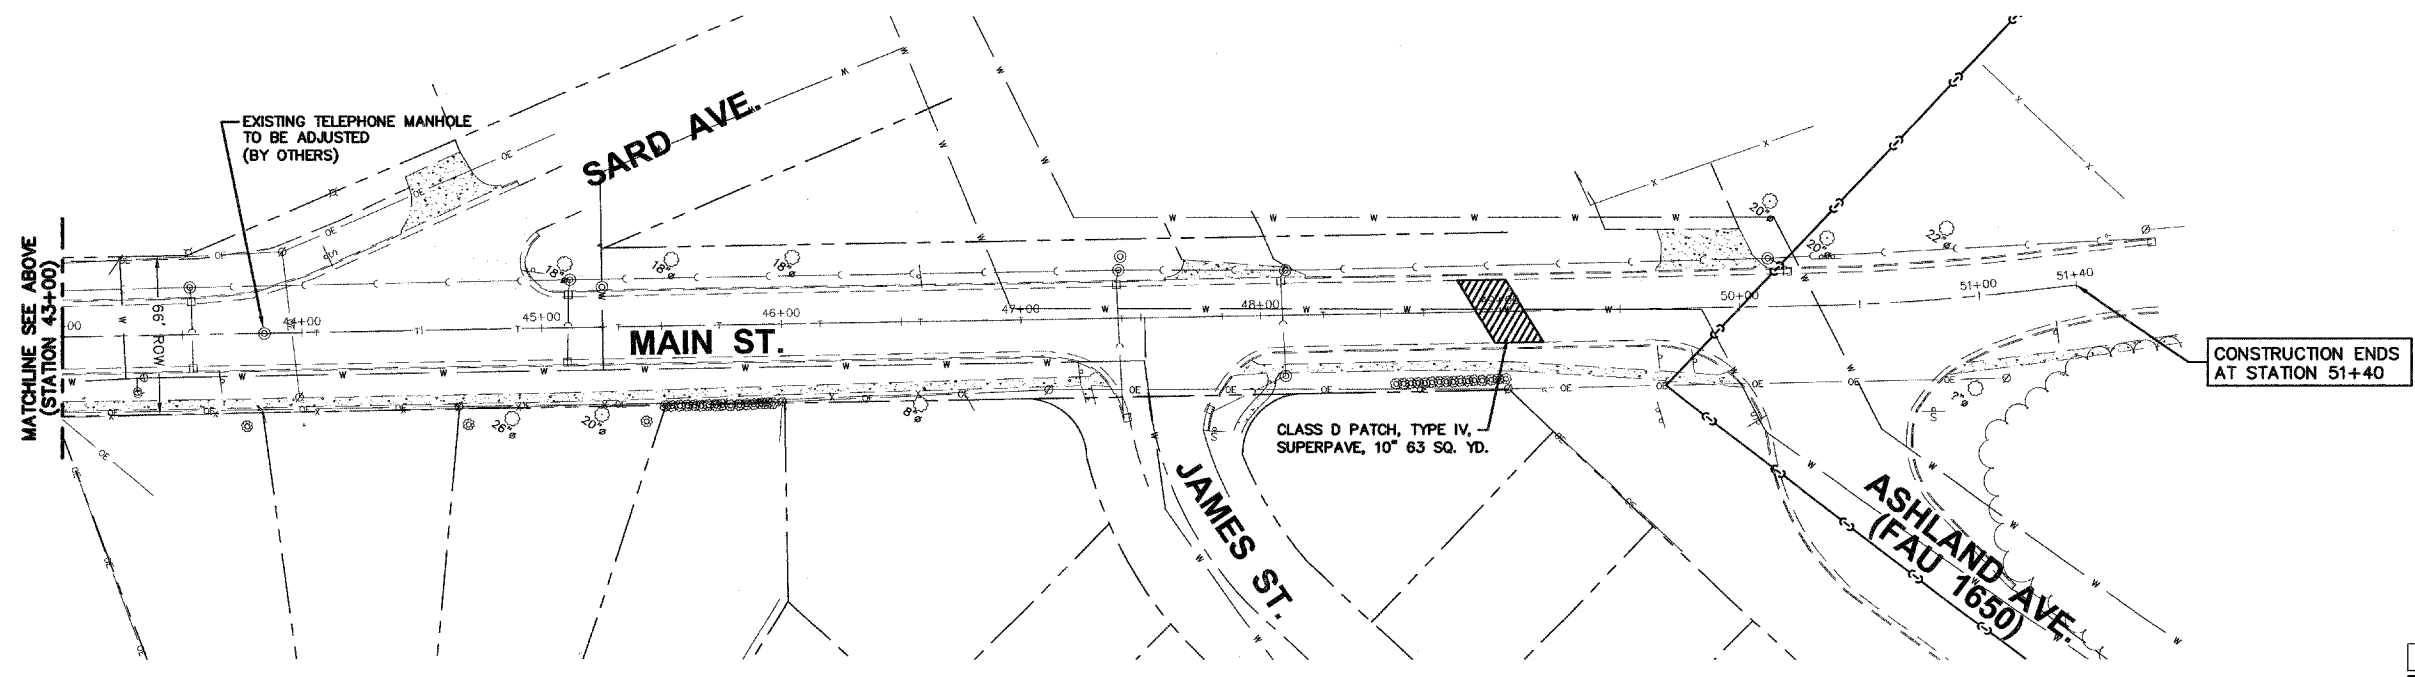 EXISTING TELEPHONE MANHOLE
TO BE ADJUSTED
(BY OTHERS)
SARD AVE.
MATCHLINE SEE ABOVE
(STATION 43+00)
66' ROW
00
44+00
45+00
46+00
47+00
48+00
49+00
50+00
51+00
51+40
18"ø
18"ø
18"ø
20"ø
20"ø
22"ø
MAIN ST.
26"ø
20"ø
8"ø
?"ø
CONSTRUCTION ENDS
AT STATION 51+40
CLASS D PATCH, TYPE IV,
SUPERPAVE, 10" 63 SQ. YD.
JAMES ST.
ASHLAND AVE.
(FAU 1650)